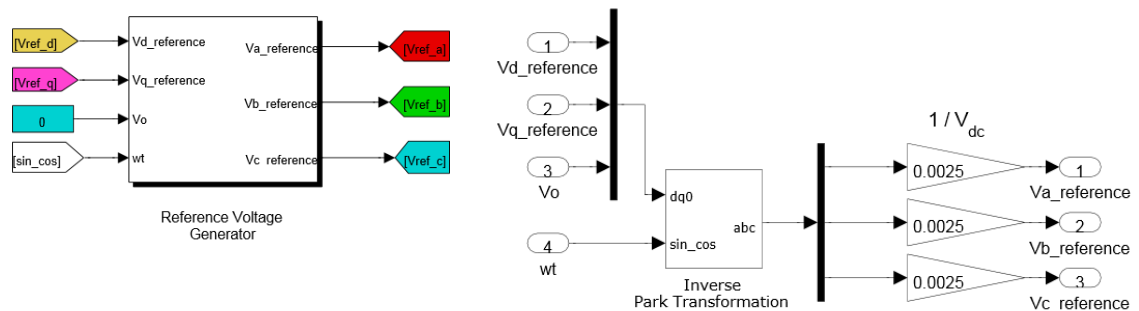 [Vref_d]
Vd_reference
Va_reference
[Vref_a]
[Vref_q]
Vq_reference
Vb_reference
[Vref_b]
0
Vo
[sin_cos]
wt
Vc_reference
[Vref_c]
Reference Voltage
Generator
1
Vd_reference
2
Vq_reference
3
Vo
4
wt
dq0
sin_cos
abc
Inverse
Park Transformation
1 / Vdc
0.0025
1
Va_reference
0.0025
2
Vb_reference
0.0025
3
Vc_reference